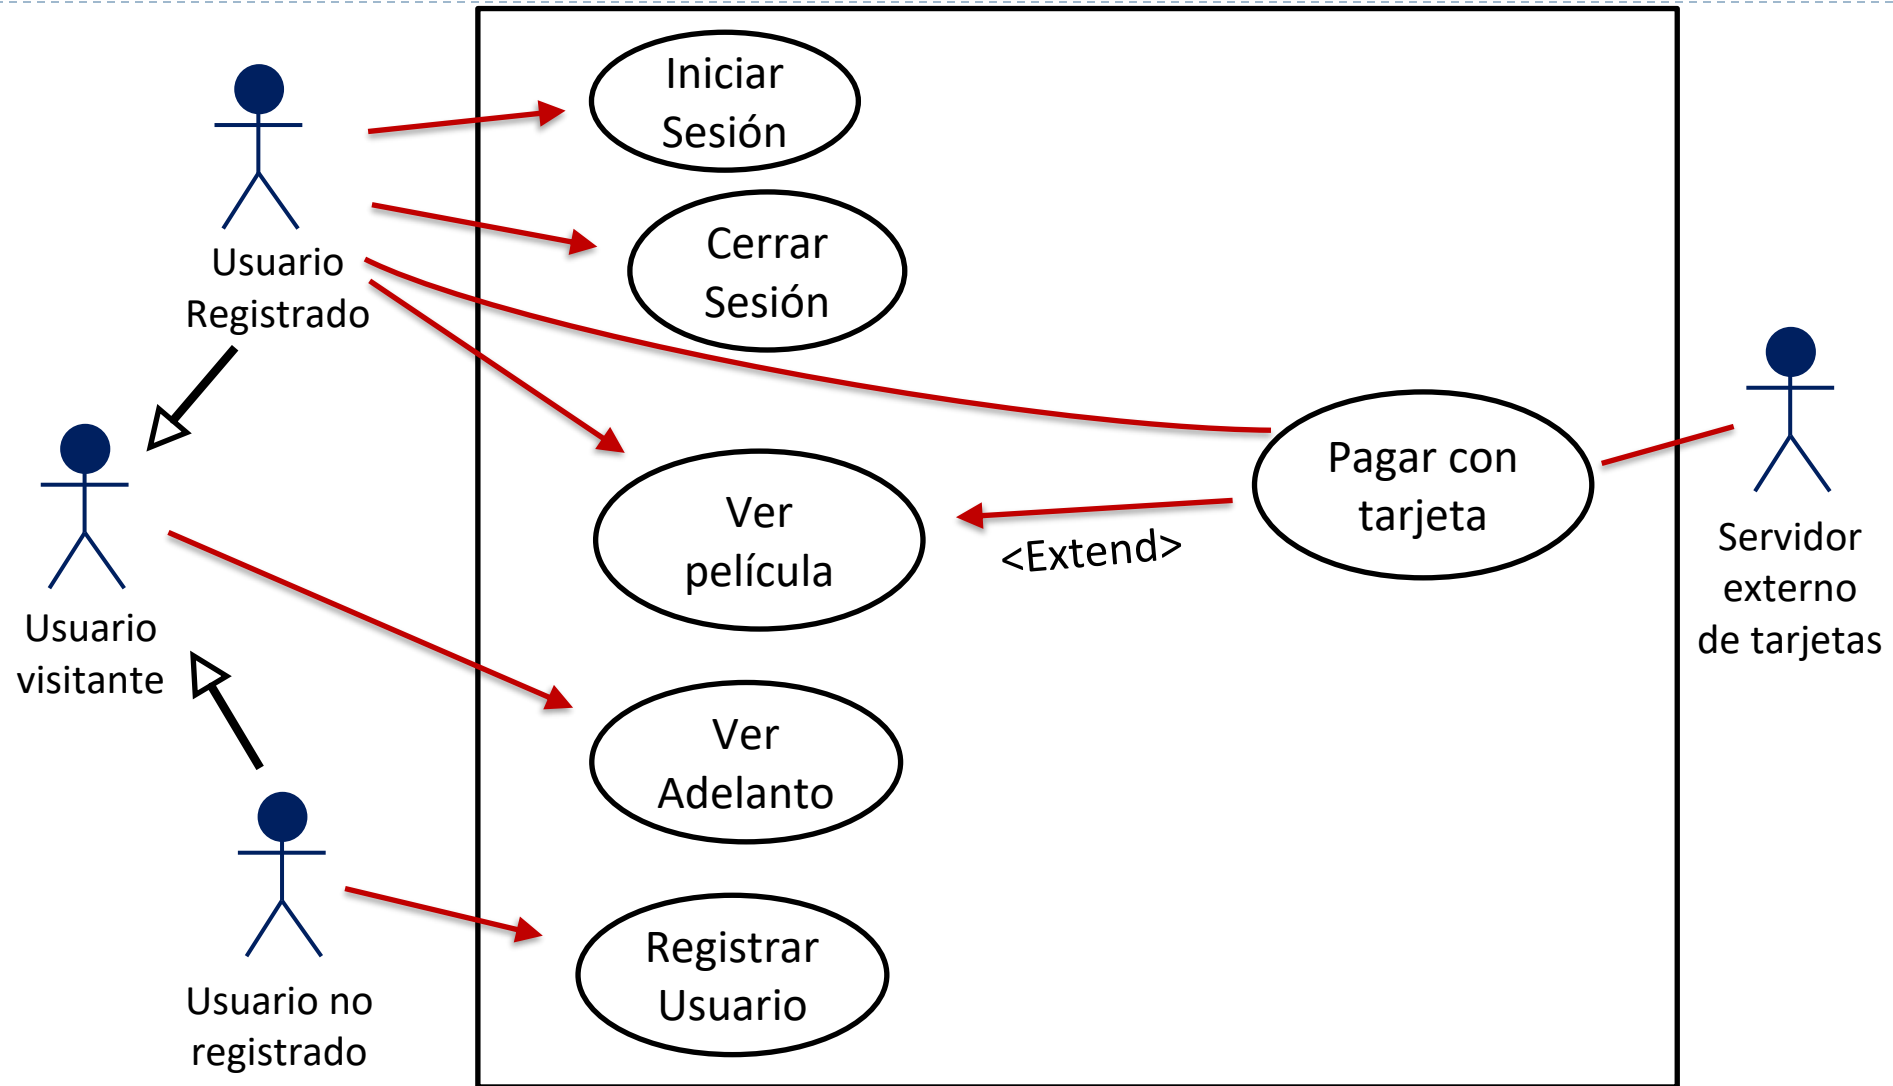 Iniciar
Sesión
Usuario
Registrado
Cerrar
Sesión
Pagar con
tarjeta
Ver
película
<Extend>
Servidor
externo
de tarjetas
Usuario
visitante
Ver
Adelanto
Registrar
Usuario
Usuario no
registrado